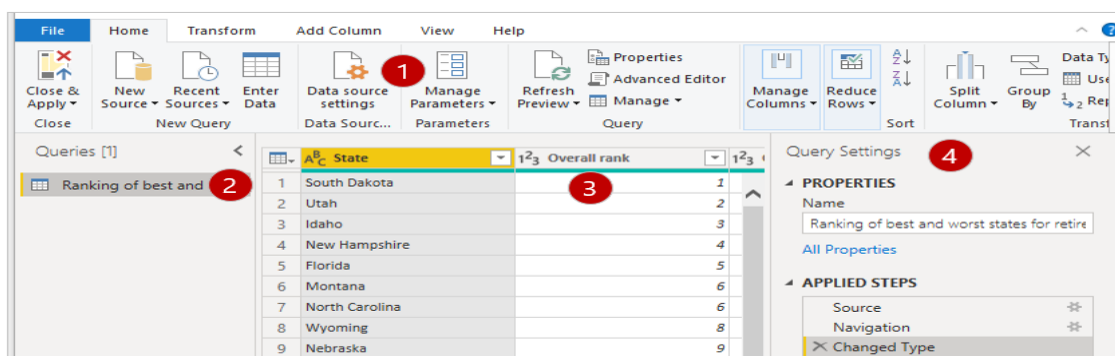 File Home Transform Add Column View Help
Close & Apply New Source Recent Sources Enter Data Data source settings 1 Manage Parameters Refresh Preview Properties Advanced Editor Manage Manage Columns Reduce Rows Split Column Group By Data Ty
Close New Query Data Sourc... Parameters Query Sort Transf
Queries [1]
Ranking of best and 2
ABC State 123 Overall rank 123
1 South Dakota 3 1
2 Utah 2
3 Idaho 3
4 New Hampshire 4
5 Florida 5
6 Montana 6
7 North Carolina 6
8 Wyoming 8
9 Nebraska 9
Query Settings 4
PROPERTIES
Name
Ranking of best and worst states for retire
All Properties
APPLIED STEPS
Source
Navigation
Changed Type